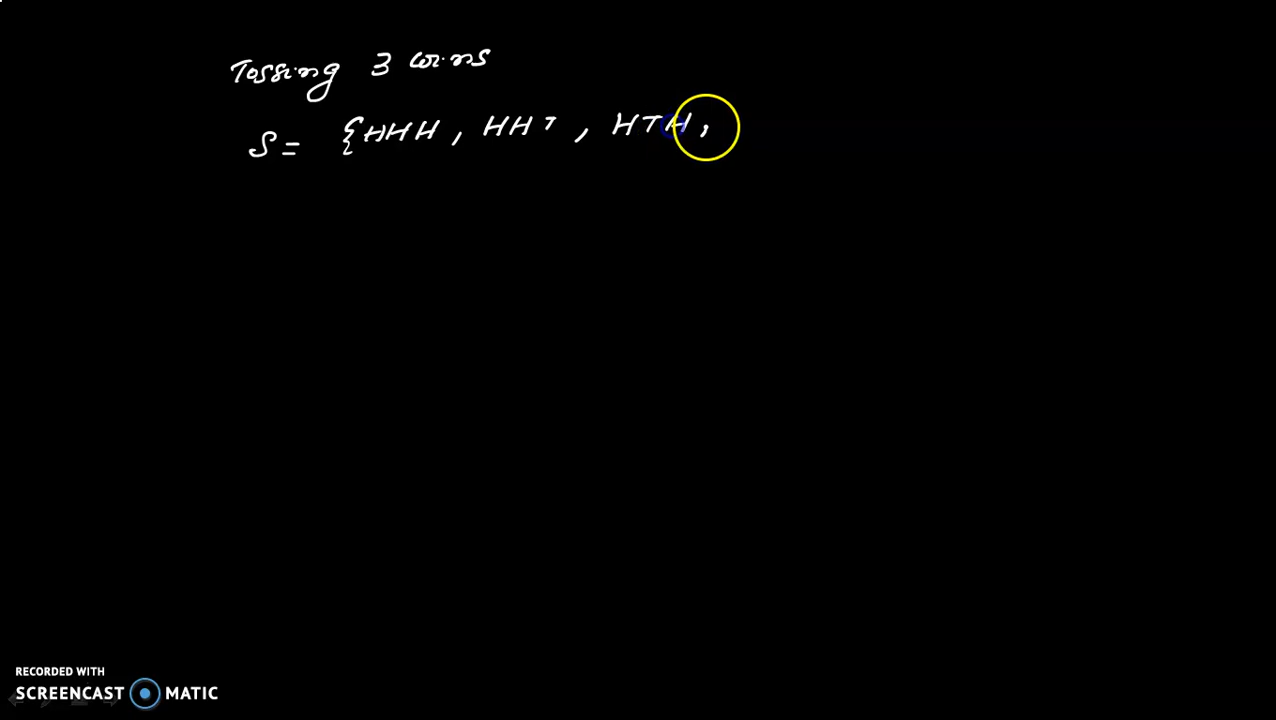 Tossing 3 coins
S= {HHH, HHT, HTH,
RECORDED WITH
SCREENCAST MATIC